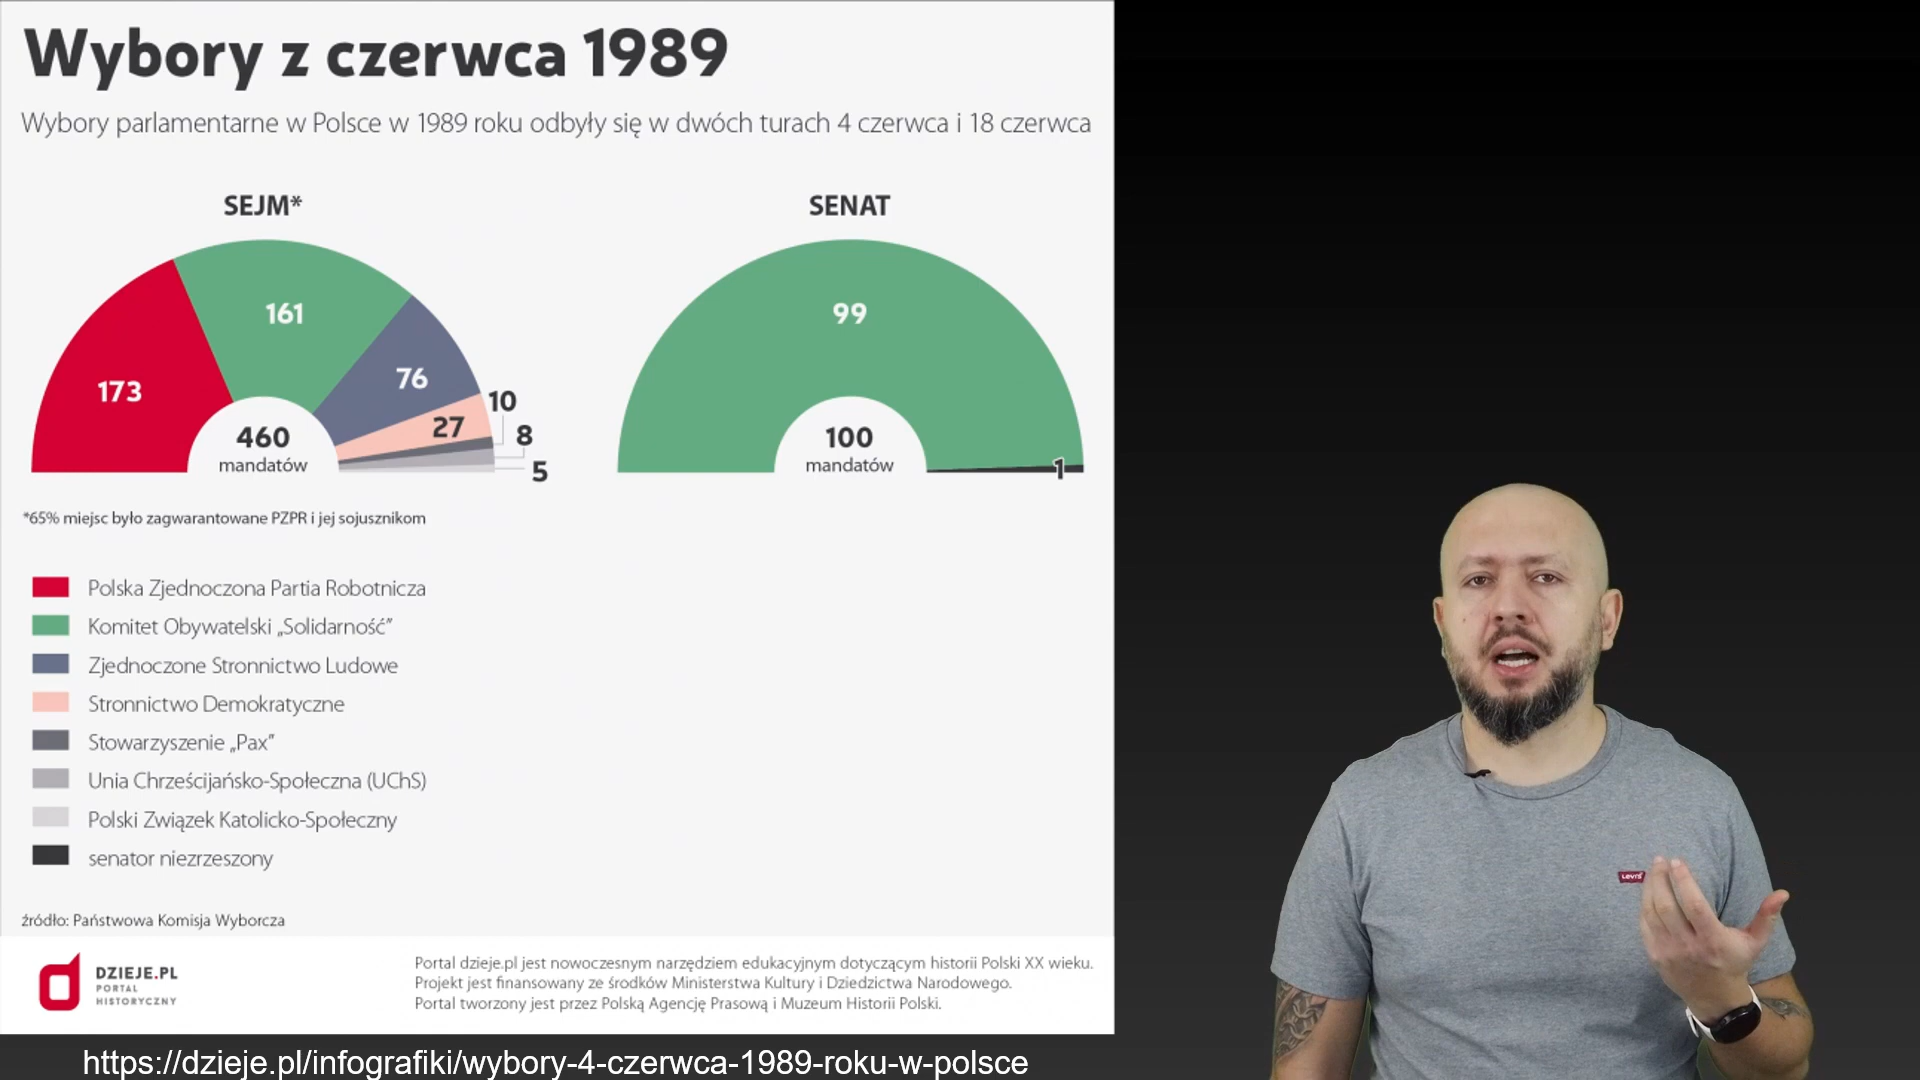 Wybory z czerwca 1989
Wybory parlamentarne w Polsce w 1989 roku odbyły się w dwóch turach 4 czerwca i 18 czerwca
SEJM*
173
161
76
27
10
8
5
460
mandatów
SENAT
99
1
100
mandatów
*65% miejsc było zagwarantowane PZPR i jej sojusznikom
Polska Zjednoczona Partia Robotnicza
Komitet Obywatelski „Solidarność”
Zjednoczone Stronnictwo Ludowe
Stronnictwo Demokratyczne
Stowarzyszenie „Pax”
Unia Chrześcijańsko-Społeczna (UChS)
Polski Związek Katolicko-Społeczny
senator niezrzeszony
źródło: Państwowa Komisja Wyborcza
DZIEJE.PL
PORTAL
HISTORYCZNY
Portal dzieje.pl jest nowoczesnym narzędziem edukacyjnym dotyczącym historii Polski XX wieku.
Projekt jest finansowany ze środków Ministerstwa Kultury i Dziedzictwa Narodowego.
Portal tworzony jest przez Polską Agencję Prasową i Muzeum Historii Polski.
https://dzieje.pl/infografiki/wybory-4-czerwca-1989-roku-w-polsce
Levi's